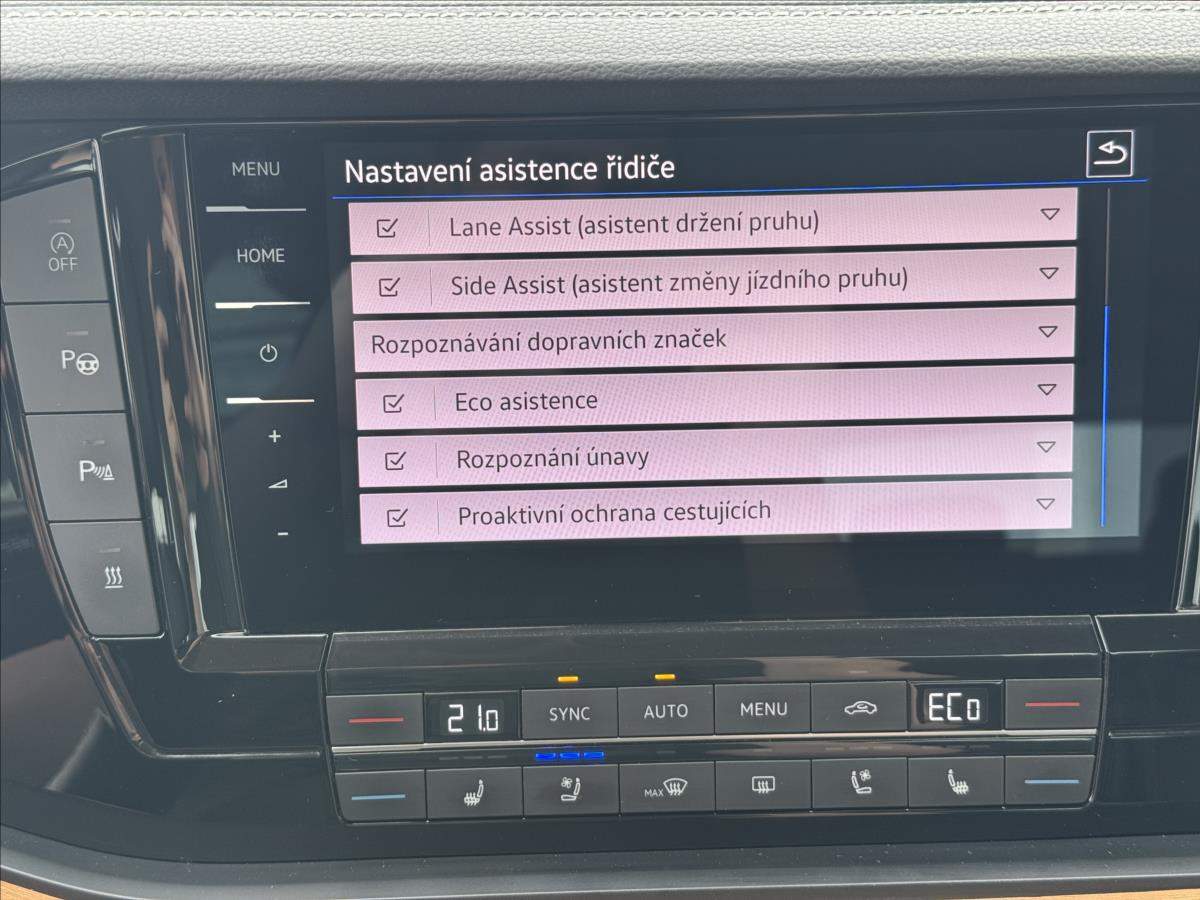 MENU
Nastavení asistence řidiče
Lane Assist (asistent držení pruhu)
A
OFF
HOME
Side Assist (asistent změny jízdního pruhu)
Rozpoznávání dopravních značek
P
Eco asistence
+
Rozpoznání únavy
P
Proaktivní ochrana cestujících
-
21.0
SYNC
AUTO
MENU
ECO
MAX